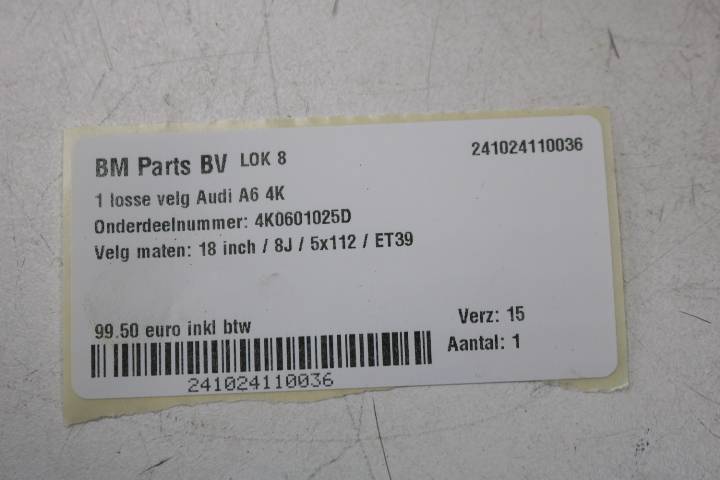 BM Parts BV LOK 8 241024110036
1 losse velg Audi A6 4K
Onderdeelnummer: 4K0601025D
Velg maten: 18 inch / 8J / 5x112 / ET39
99.50 euro inkl btw Verz: 15
Aantal: 1
241024110036